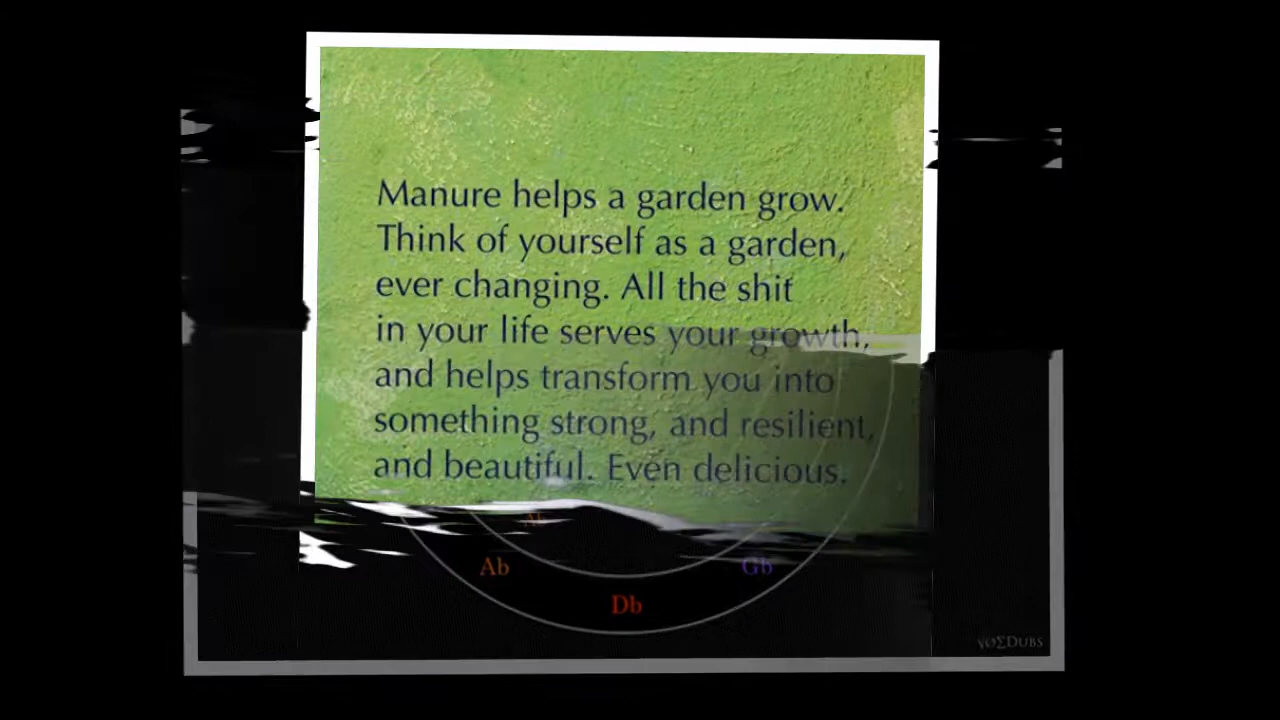 Manure helps a garden grow.
Think of yourself as a garden,
ever changing. All the shit
in your life serves your growth,
and helps transform you into
something strong, and resilient,
and beautiful. Even delicious.
Ab
Gb
Db
γØΣDUBS